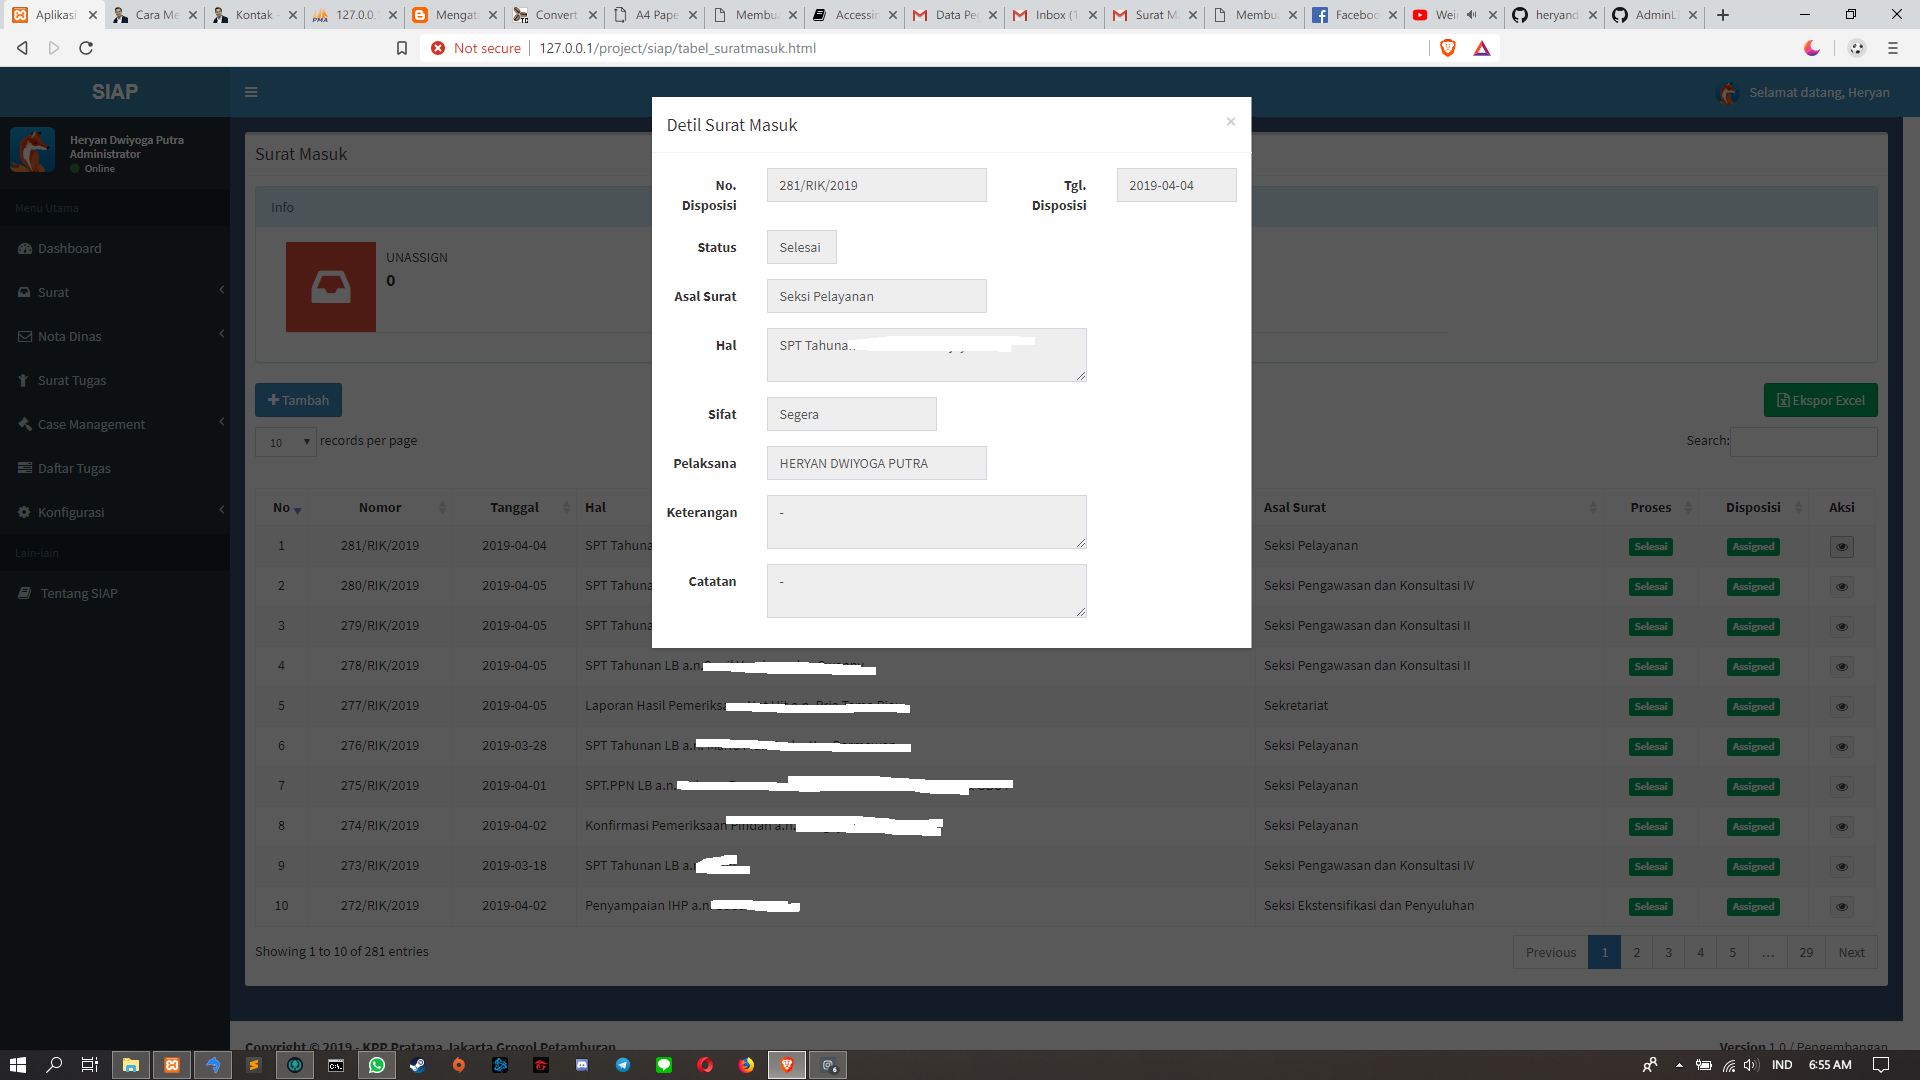 Aplikasi
Cara Me
Kontak -
127.0.0.
Mengat
Convert
A4 Pape
Membu
Accessin
Data Pe
Inbox (1
Surat M
Membu
Faceboo
Wei
heryand
AdminL
Not secure
127.0.0.1/project/siap/tabel_suratmasuk.html
SIAP
Selamat datang, Heryan
Heryan Dwiyoga Putra
Administrator
Online
Menu Utama
Dashboard
Surat
Nota Dinas
Surat Tugas
Case Management
Daftar Tugas
Konfigurasi
Lain-lain
Tentang SIAP
Surat Masuk
Info
UNASSIGN
0
Tambah
Ekspor Excel
10 records per page
Search:
Detil Surat Masuk ×
No. Disposisi 281/RIK/2019 Tgl. Disposisi 2019-04-04
Status Selesai
Asal Surat Seksi Pelayanan
Hal SPT Tahuna
Sifat Segera
Pelaksana HERYAN DWIYOGA PUTRA
Keterangan -
Catatan -
No Nomor Tanggal Hal Asal Surat Proses Disposisi Aksi
1 281/RIK/2019 2019-04-04 SPT Tahuna Seksi Pelayanan Selesai Assigned
2 280/RIK/2019 2019-04-05 SPT Tahuna Seksi Pengawasan dan Konsultasi IV Selesai Assigned
3 279/RIK/2019 2019-04-05 SPT Tahuna Seksi Pengawasan dan Konsultasi II Selesai Assigned
4 278/RIK/2019 2019-04-05 SPT Tahunan LB a.n. Seksi Pengawasan dan Konsultasi II Selesai Assigned
5 277/RIK/2019 2019-04-05 Laporan Hasil Pemeriksa Sekretariat Selesai Assigned
6 276/RIK/2019 2019-03-28 SPT Tahunan LB a.n. Seksi Pelayanan Selesai Assigned
7 275/RIK/2019 2019-04-01 SPT.PPN LB a.n. Seksi Pelayanan Selesai Assigned
8 274/RIK/2019 2019-04-02 Konfirmasi Pemeriksaan Pindah a.n. Seksi Pelayanan Selesai Assigned
9 273/RIK/2019 2019-03-18 SPT Tahunan LB a.n Seksi Pengawasan dan Konsultasi IV Selesai Assigned
10 272/RIK/2019 2019-04-02 Penyampaian IHP a.n. Seksi Ekstensifikasi dan Penyuluhan Selesai Assigned
Showing 1 to 10 of 281 entries
Previous 1 2 3 4 5 … 29 Next
Copyright © 2019 - KPP Pratama Jakarta Grogol Petamburan
Version 1.0 / Pengembangan
IND
6:55 AM